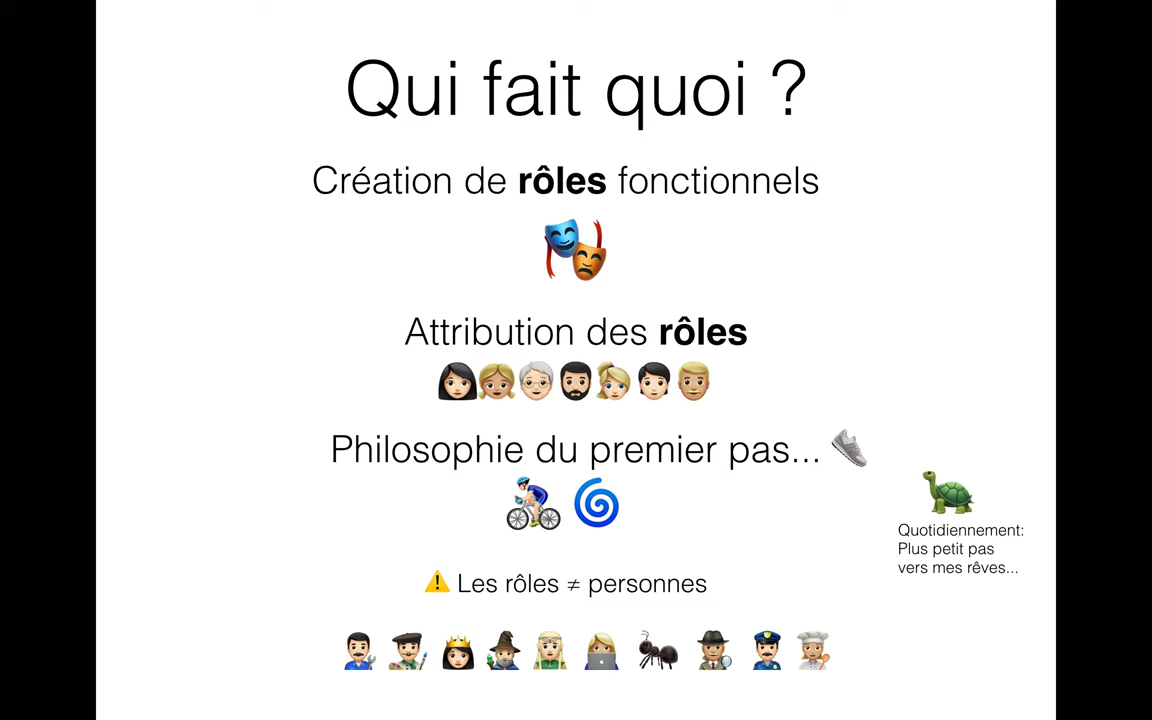 Qui fait quoi ?
Création de rôles fonctionnels
Attribution des rôles
Philosophie du premier pas...
Quotidiennement:
Plus petit pas
vers mes rêves...
Les rôles ≠ personnes